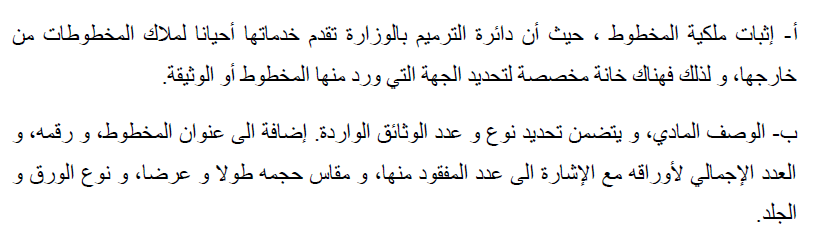 أ- إثبات ملكية المخطوط ، حيث أن دائرة الترميم بالوزارة تقدم خدماتها أحيانا لملاك المخطوطات من
خارجها، و لذلك فهناك خانة مخصصة لتحديد الجهة التي ورد منها المخطوط أو الوثيقة.
ب- الوصف المادي، و يتضمن تحديد نوع و عدد الوثائق الواردة. إضافة الى عنوان المخطوط، و رقمه، و
العدد الإجمالي لأوراقه مع الإشارة الى عدد المفقود منها، و مقاس حجمه طولا و عرضا، و نوع الورق و
الجلد.